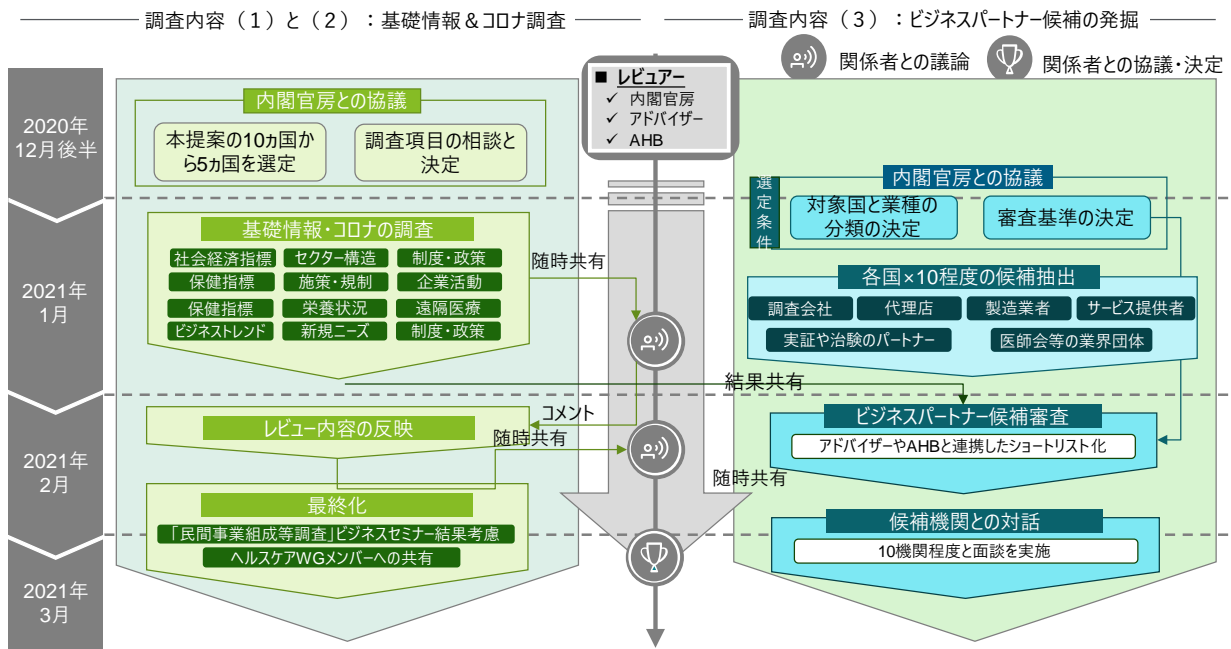 調査内容（１）と（２）：基礎情報＆コロナ調査
調査内容（３）：ビジネスパートナー候補の発掘
関係者との議論
関係者との協議・決定
■ レビュアー
✓ 内閣官房
✓ アドバイザー
✓ AHB
2020年
12月後半
内閣官房との協議
本提案の10ヵ国か
ら5ヵ国を選定
調査項目の相談と
決定
選定条件
内閣官房との協議
対象国と業種の
分類の決定
審査基準の決定
2021年
1月
基礎情報・コロナの調査
社会経済指標
セクター構造
制度・政策
保健指標
施策・規制
企業活動
保健指標
栄養状況
遠隔医療
ビジネストレンド
新規ニーズ
制度・政策
随時共有
各国×10程度の候補抽出
調査会社
代理店
製造業者
サービス提供者
実証や治験のパートナー
医師会等の業界団体
結果共有
2021年
2月
レビュー内容の反映
コメント
随時共有
ビジネスパートナー候補審査
アドバイザーやAHBと連携したショートリスト化
随時共有
最終化
「民間事業組成等調査」ビジネスセミナー結果考慮
ヘルスケアWGメンバーへの共有
候補機関との対話
10機関程度と面談を実施
2021年
3月